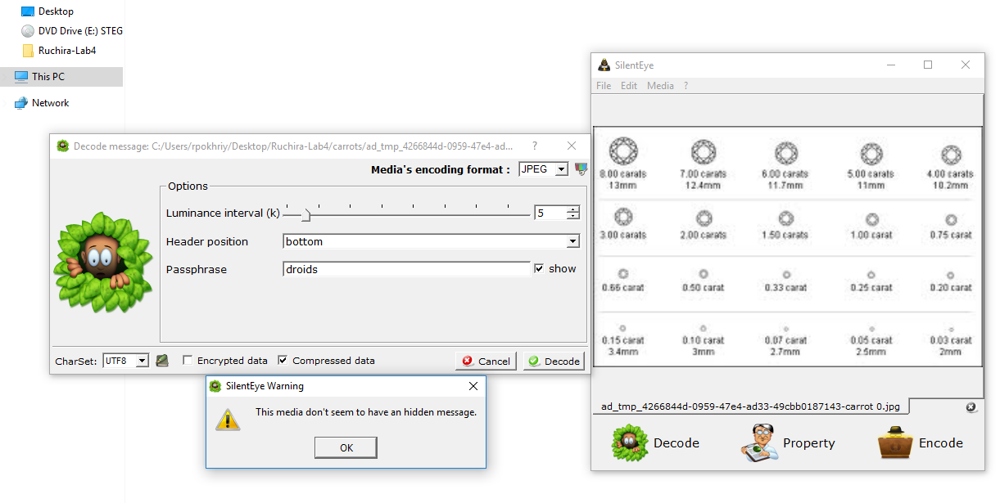 Desktop
DVD Drive (E:) STEG
Ruchira-Lab4
This PC
Network
Decode message: C:/Users/rpokhriy/Desktop/Ruchira-Lab4/carrots/ad_tmp_4266844d-0959-47e4-ad... ?
Media's encoding format : JPEG
Options
Luminance interval (k) 5
Header position bottom
Passphrase droids show
CharSet: UTF8 Encrypted data Compressed data Cancel Decode
SilentEye Warning
This media don't seem to have an hidden message.
OK
SilentEye
File Edit Media ?
8.00 carats 7.00 carats 6.00 carats 5.00 carats 4.00 carats
13mm 12.4mm 11.7mm 11mm 10.2mm
3.00 carats 2.00 carats 1.50 carats 1.00 carat 0.75 carat
0.66 carat 0.50 carat 0.33 carat 0.25 carat 0.20 carat
0.15 carat 0.10 carat 0.07 carat 0.05 carat 0.03 carat
3.4mm 3mm 2.7mm 2.5mm 2mm
ad_tmp_4266844d-0959-47e4-ad33-49cbb0187143-carrot 0.jpg
Decode Property Encode